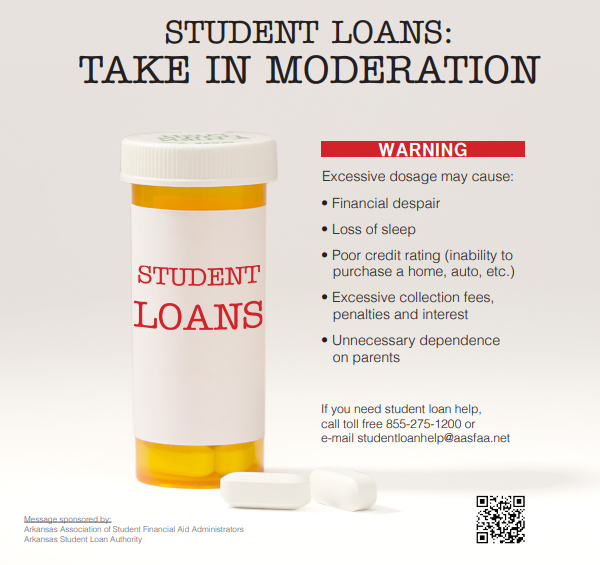 STUDENT LOANS:
TAKE IN MODERATION
STUDENT
LOANS
WARNING
Excessive dosage may cause:
• Financial despair
• Loss of sleep
• Poor credit rating (inability to
purchase a home, auto, etc.)
• Excessive collection fees,
penalties and interest
• Unnecessary dependence
on parents
If you need student loan help,
call toll free 855-275-1200 or
e-mail studentloanhelp@aasfaa.net
Message sponsored by:
Arkansas Association of Student Financial Aid Administrators
Arkansas Student Loan Authority